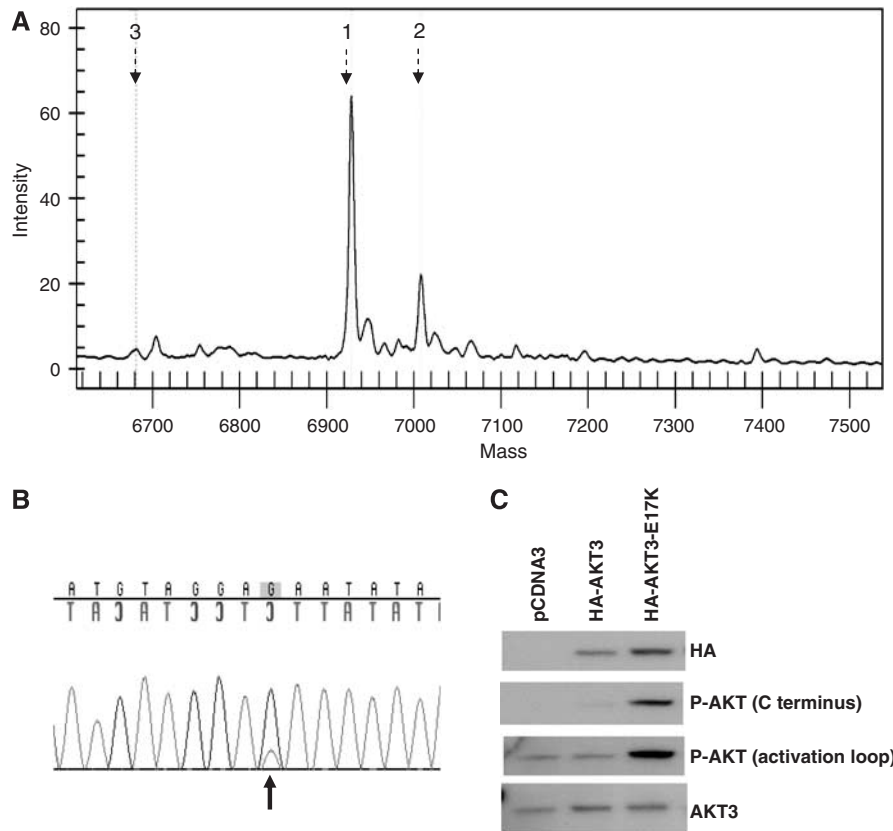 A
80
60
40
20
0
Intensity
3
1
2
6700 6800 6900 7000 7100 7200 7300 7400 7500
Mass
B
A T G T A G G A G A A T A T A
T A C A T C C T C T T A T A T
C
pCDNA3
HA-AKT3
HA-AKT3-E17K
HA
P-AKT (C terminus)
P-AKT (activation loop)
AKT3